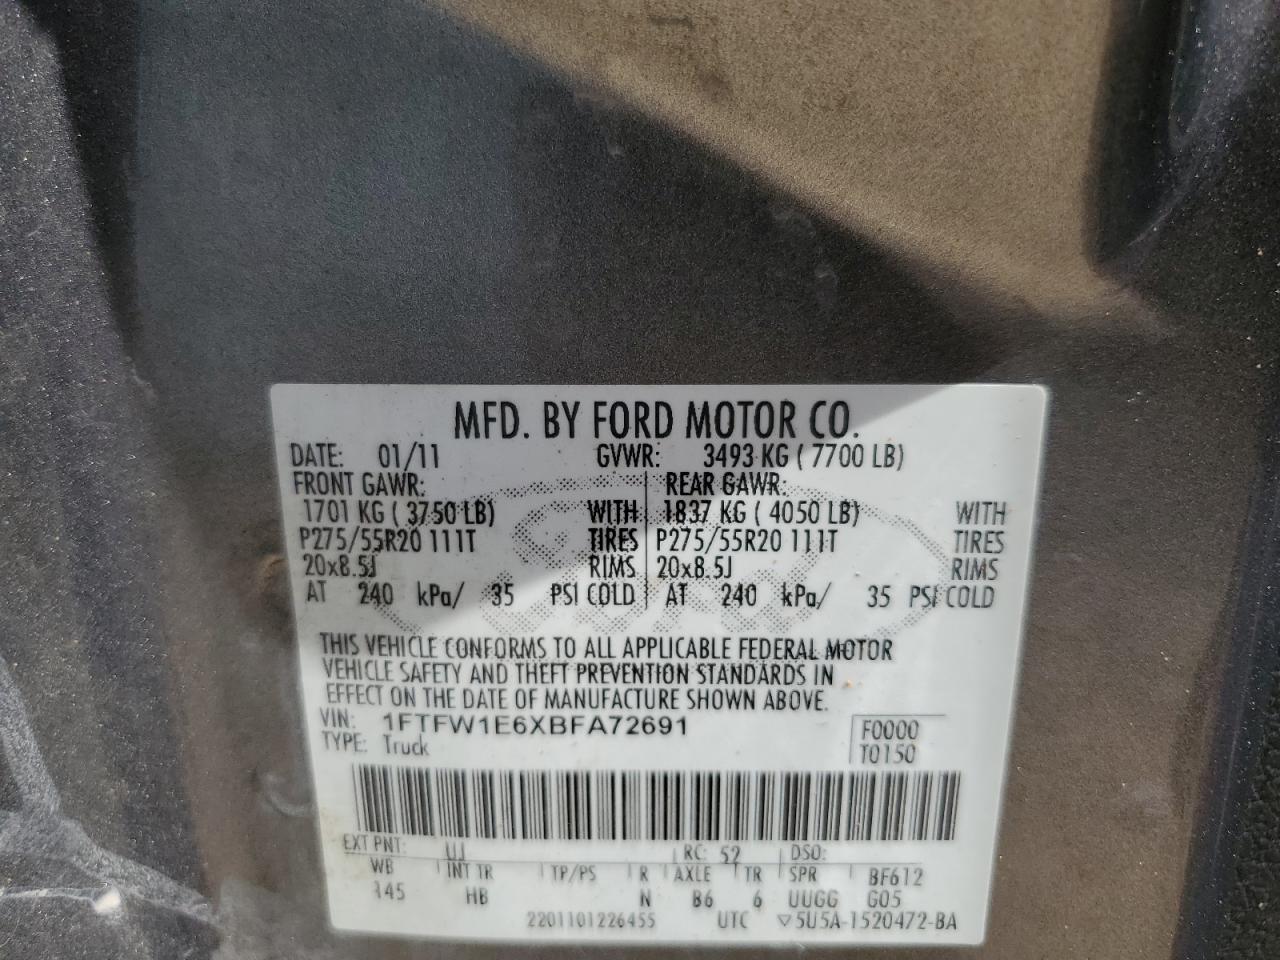 MFD. BY FORD MOTOR CO.
DATE: 01/11 GVWR: 3493 KG ( 7700 LB)
FRONT GAWR: REAR GAWR:
1701 KG ( 3750 LB) WITH 1837 KG ( 4050 LB) WITH
P275/55R20 111T TIRES P275/55R20 111T TIRES
20x8.5J RIMS 20x8.5J RIMS
AT 240 kPa/ 35 PSI COLD AT 240 kPa/ 35 PSI COLD
THIS VEHICLE CONFORMS TO ALL APPLICABLE FEDERAL MOTOR
VEHICLE SAFETY AND THEFT PREVENTION STANDARDS IN
EFFECT ON THE DATE OF MANUFACTURE SHOWN ABOVE.
VIN: 1FTFW1E6XBFA72691 F0000
TYPE: Truck T0150
EXT PNT: UJ RC: 52 DSO:
WB INT TR TP/PS R AXLE TR SPR BF612
145 HB N B6 6 UUGG G05
2201101226455 UTC ▽5U5A-1520472-BA